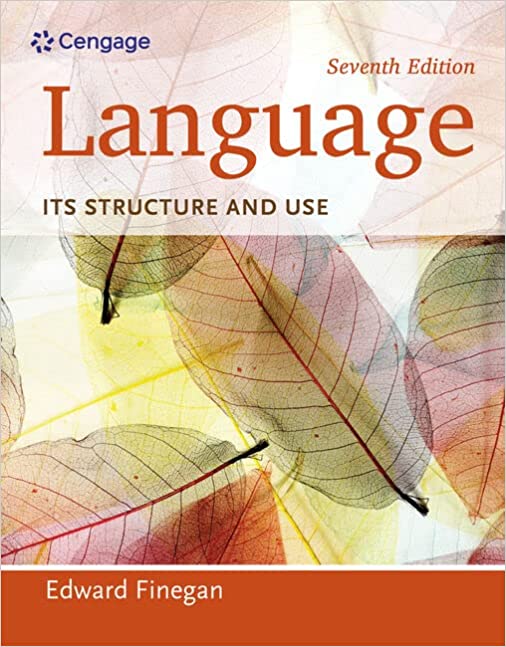 Cengage
Seventh Edition
Language
ITS STRUCTURE AND USE
Edward Finegan